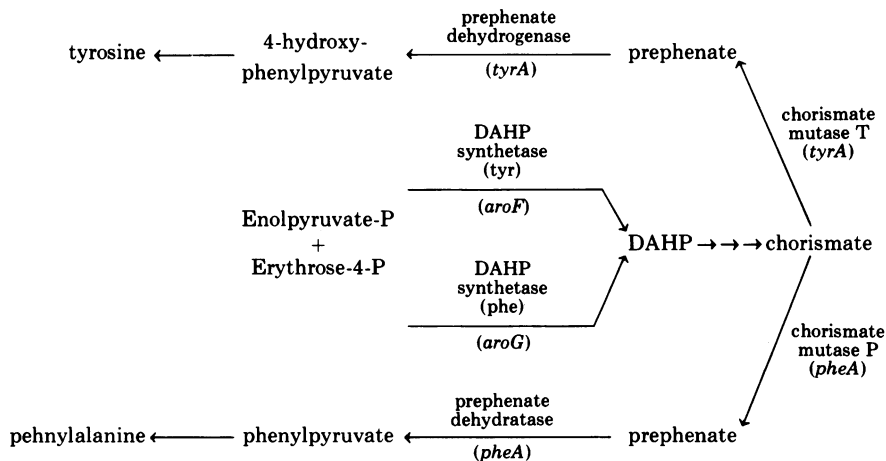 prephenate
dehydrogenase
(tyrA)
tyrosine
4-hydroxy-
phenylpyruvate
prephenate
chorismate
mutase T
(tyrA)
DAHP
synthetase
(tyr)
(aroF)
Enolpyruvate-P
+
Erythrose-4-P
DAHP
chorismate
DAHP
synthetase
(phe)
(aroG)
chorismate
mutase P
(pheA)
prephenate
dehydratase
(pheA)
pehnylalanine
phenylpyruvate
prephenate